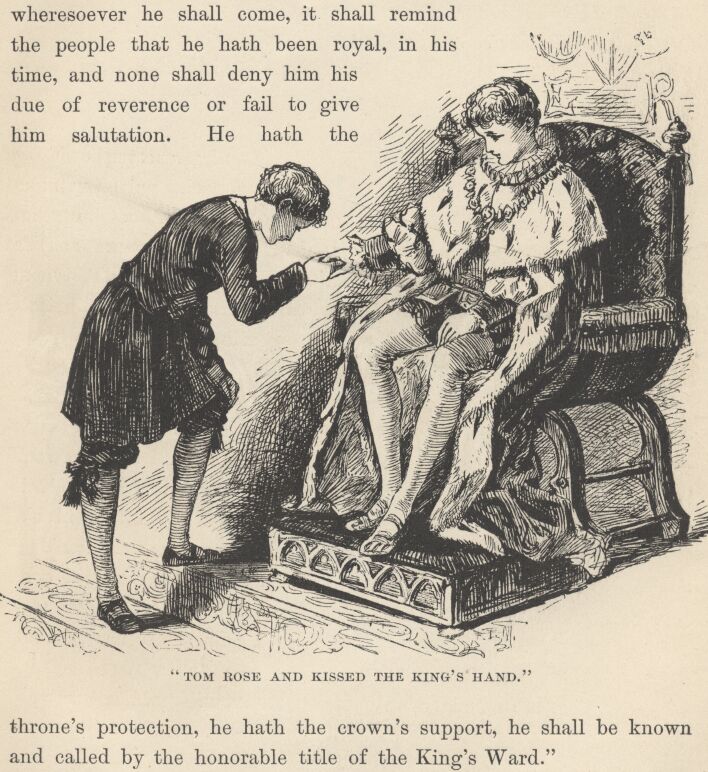 wheresoever he shall come, it shall remind
the people that he hath been royal, in his
time, and none shall deny him his
due of reverence or fail to give
him salutation. He hath the
"TOM ROSE AND KISSED THE KING'S HAND."
throne's protection, he hath the crown's support, he shall be known
and called by the honorable title of the King's Ward."